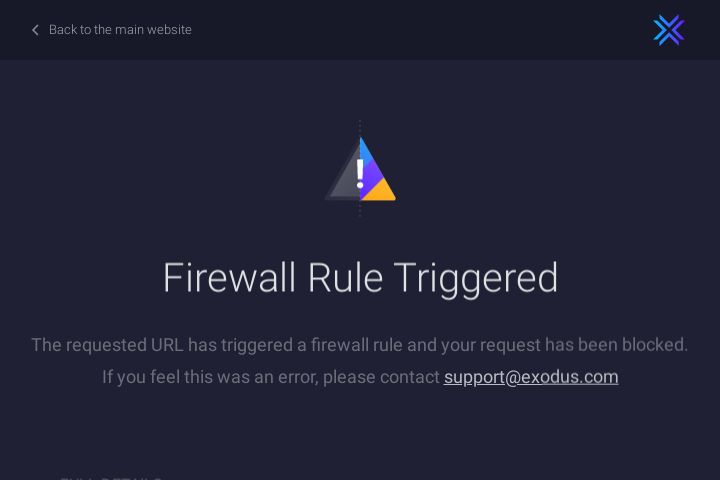 Back to the main website
Firewall Rule Triggered
The requested URL has triggered a firewall rule and your request has been blocked.
If you feel this was an error, please contact support@exodus.com